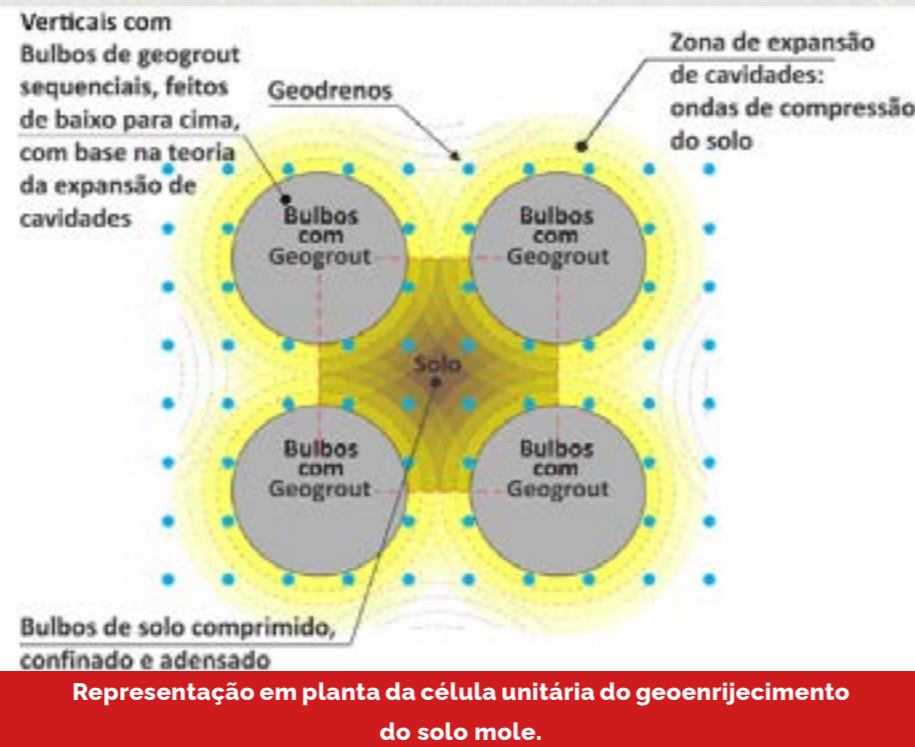 Verticais com
Bulbos de geogrout
sequenciais, feitos
de baixo para cima,
com base na teoria
da expansão de
cavidades
Geodrenos
Zona de expansão
de cavidades:
ondas de compressão
do solo
Bulbos
com
Geogrout
Bulbos
com
Geogrout
Solo
Bulbos
com
Geogrout
Bulbos
com
Geogrout
Bulbos de solo comprimido,
confinado e adensado
Representação em planta da célula unitária do geoenrijecimento
do solo mole.